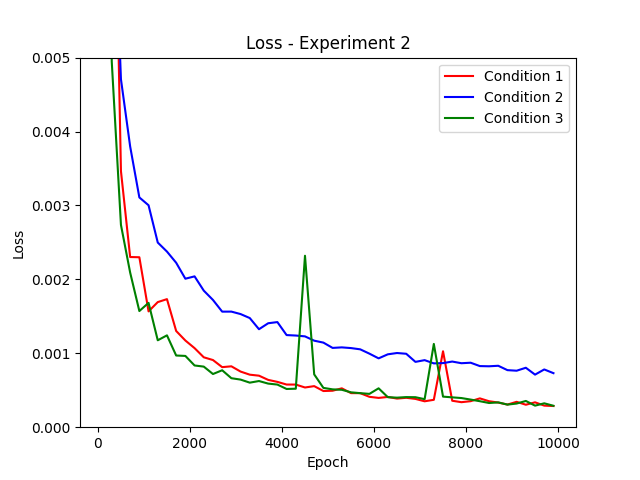 Loss - Experiment 2
0.005
0.004
0.003
0.002
0.001
0.000
Loss
Condition 1
Condition 2
Condition 3
0
2000
4000
6000
8000
10000
Epoch